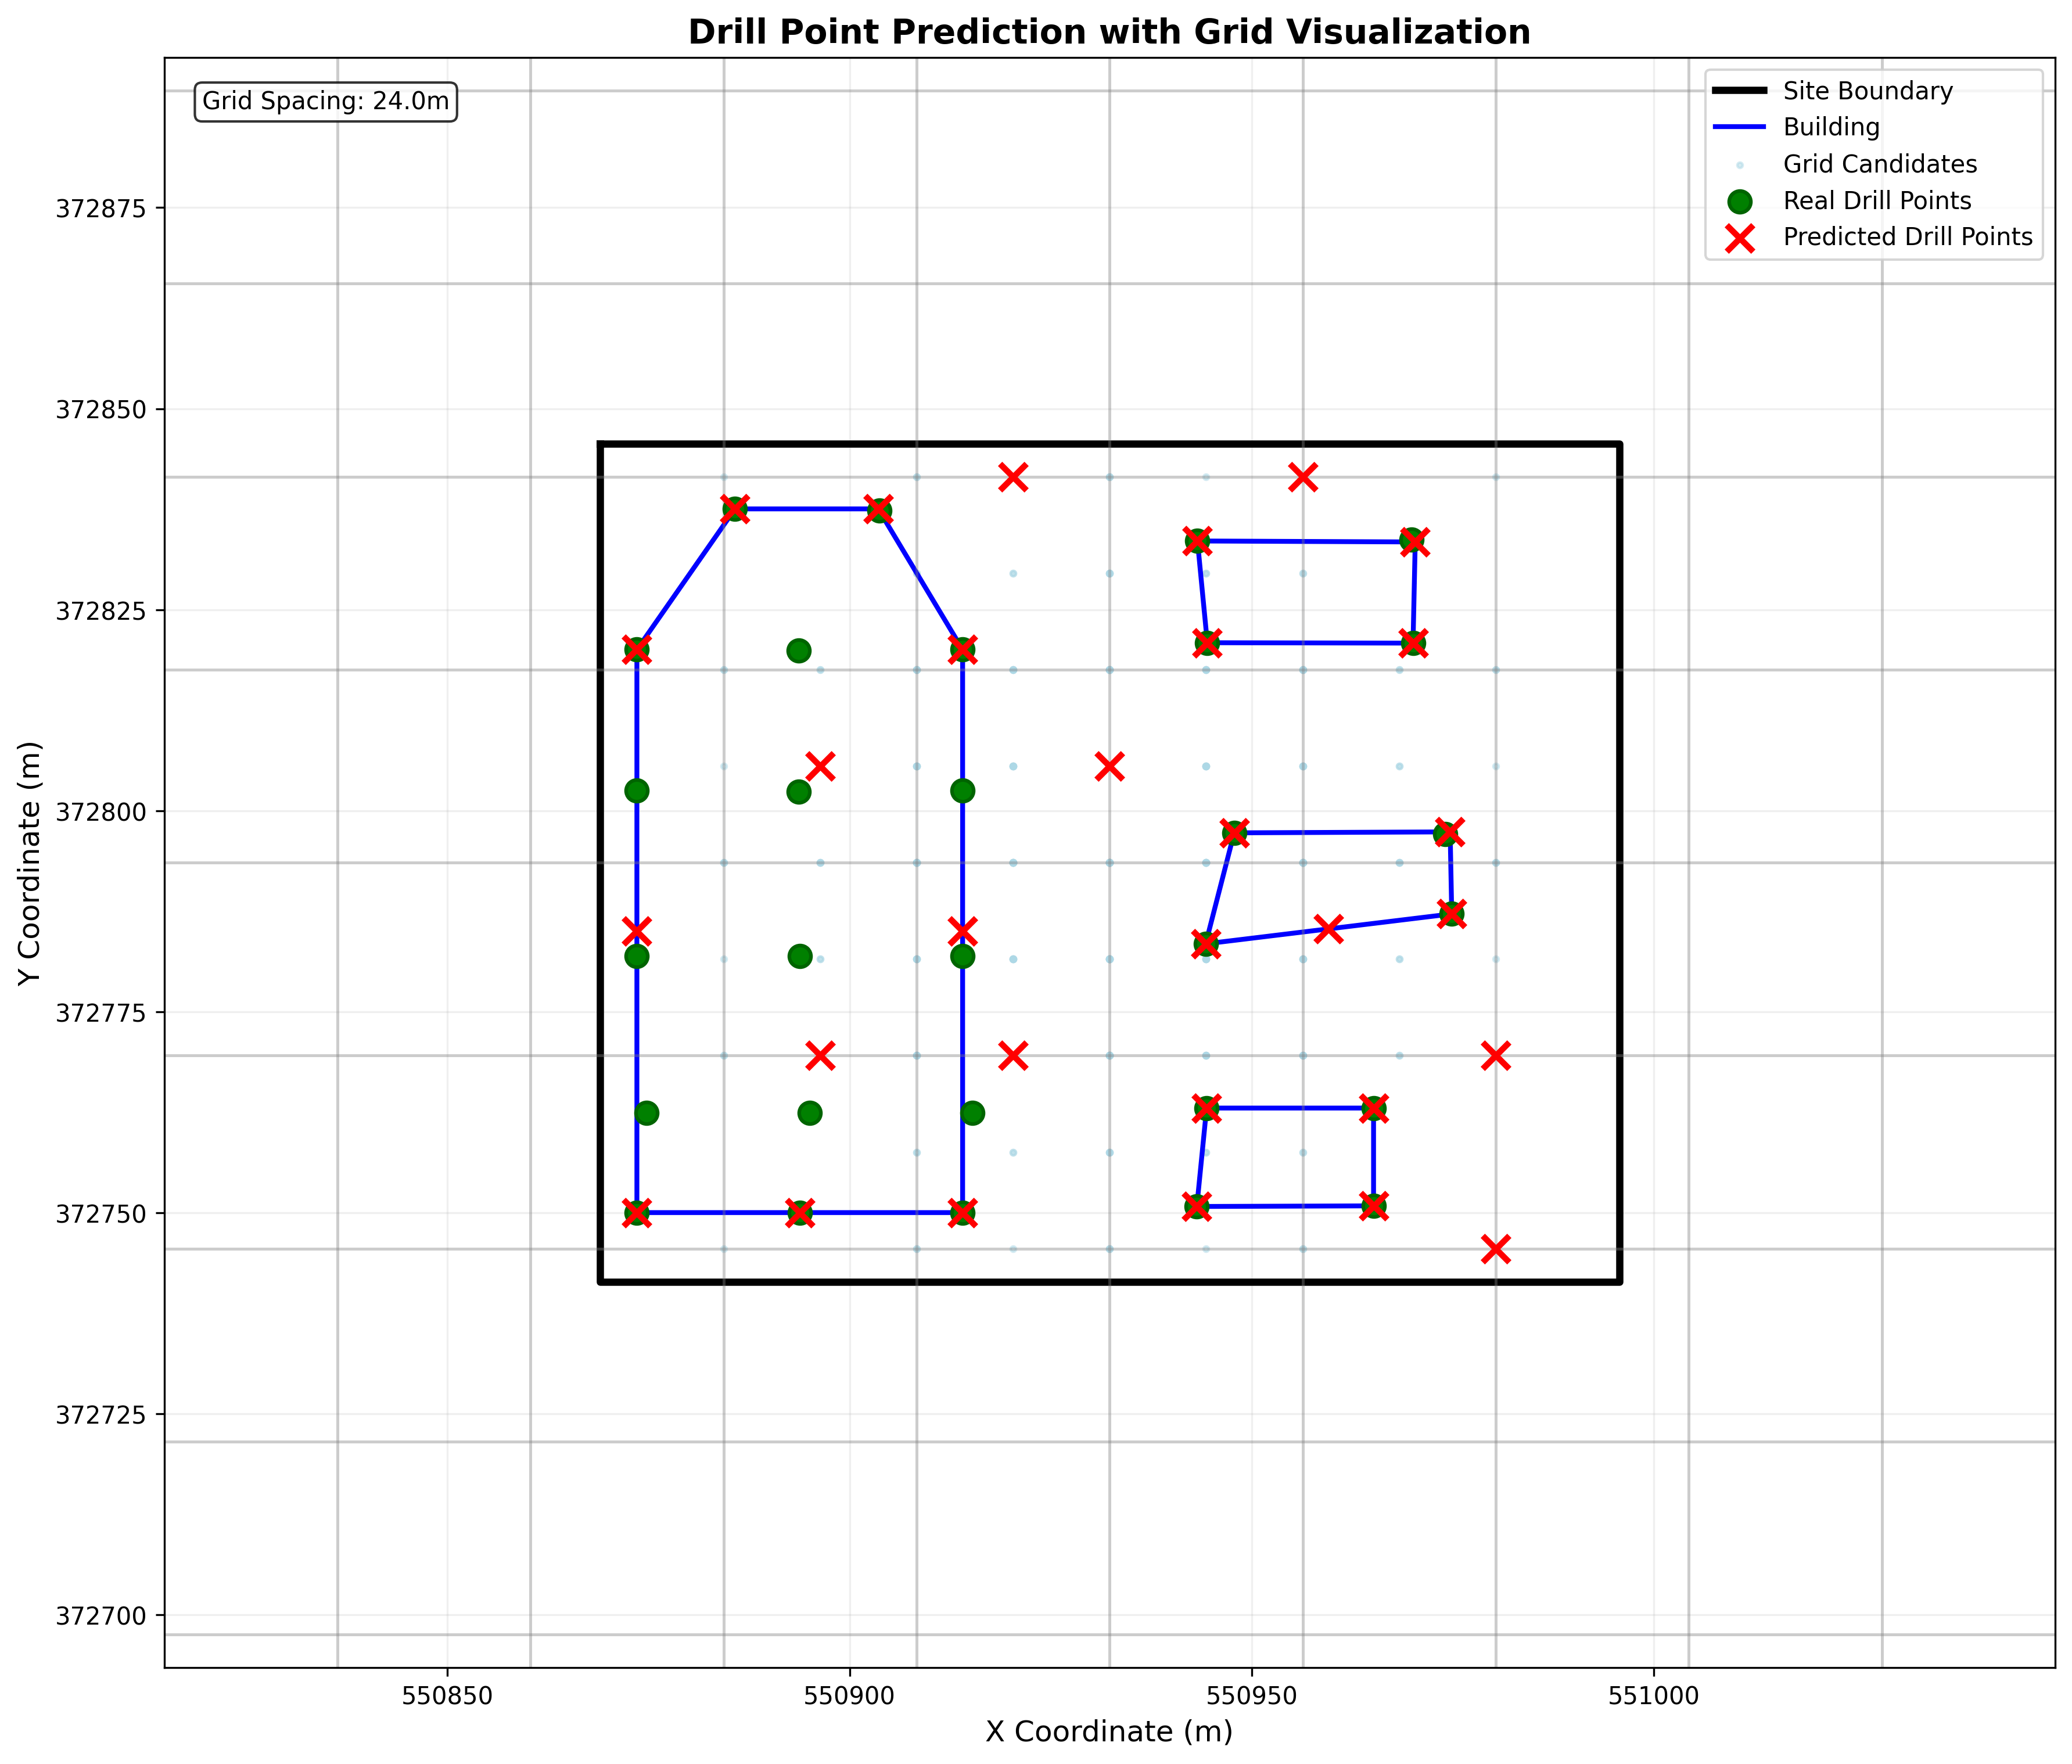 Drill Point Prediction with Grid Visualization
Grid Spacing: 24.0m
Site Boundary
Building
Grid Candidates
Real Drill Points
Predicted Drill Points
Y Coordinate (m)
372875
372850
372825
372800
372775
372750
372725
372700
550850
550900
550950
551000
X Coordinate (m)